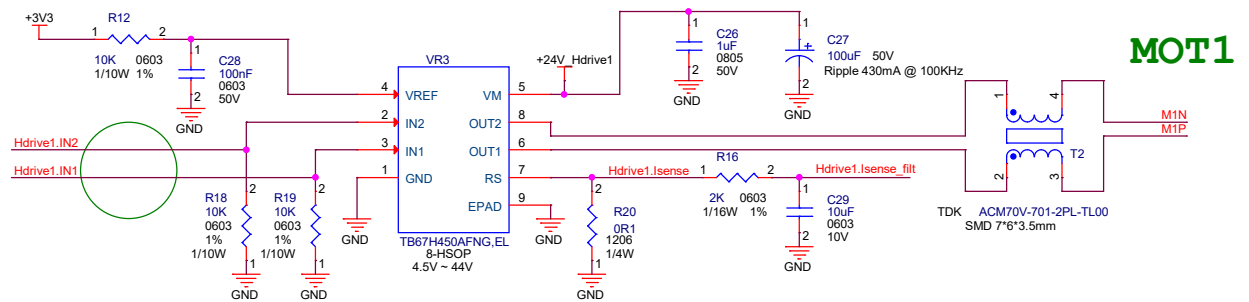 +3V3
R12
1
2
10K
0603
1/10W
1%
1
C28
100nF
0603
50V
2
GND
Hdrive1.IN2
Hdrive1.IN1
2
R18
10K
0603
1%
1/10W
1
GND
2
R19
10K
0603
1%
1/10W
1
GND
GND
VR3
4
VREF
VM
5
2
IN2
OUT2
8
3
IN1
OUT1
6
1
GND
RS
7
EPAD
9
TB67H450AFNG,EL
8-HSOP
4.5V ~ 44V
GND
+24V_Hdrive1
1
C26
1uF
0805
50V
2
GND
1
C27
100uF
50V
Ripple 430mA @ 100KHz
2
GND
Hdrive1.Isense
2
R20
0R1
1206
1/4W
1
GND
R16
1
2
2K
0603
1/16W
1%
Hdrive1.Isense_filt
1
C29
10uF
0603
10V
2
GND
MOT1
1
4
2
3
T2
TDK
ACM70V-701-2PL-TL00
SMD 7*6*3.5mm
M1N
M1P